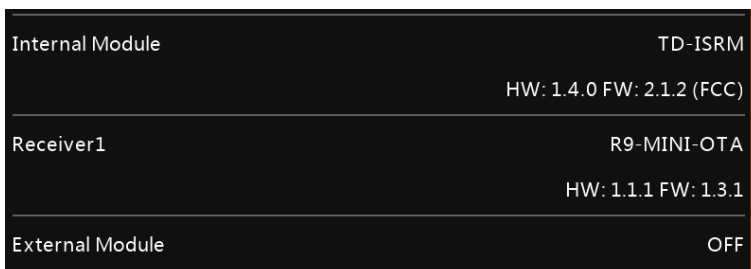 Internal Module TD-ISRM
HW: 1.4.0 FW: 2.1.2 (FCC)
Receiver1 R9-MINI-OTA
HW: 1.1.1 FW: 1.3.1
External Module OFF